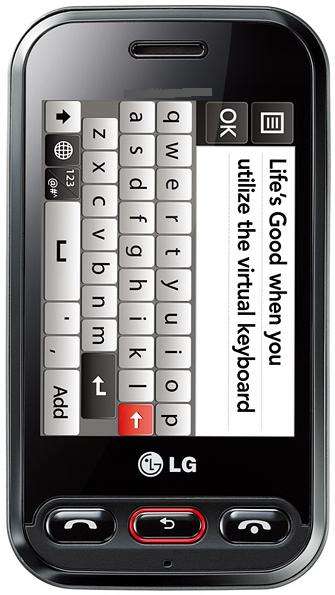 Life's Good when you
utilize the virtual keyboard
OK
q w e r t y u i o p
a s d f g h j k l
z x c v b n m
123
@#^
' , Add
LG